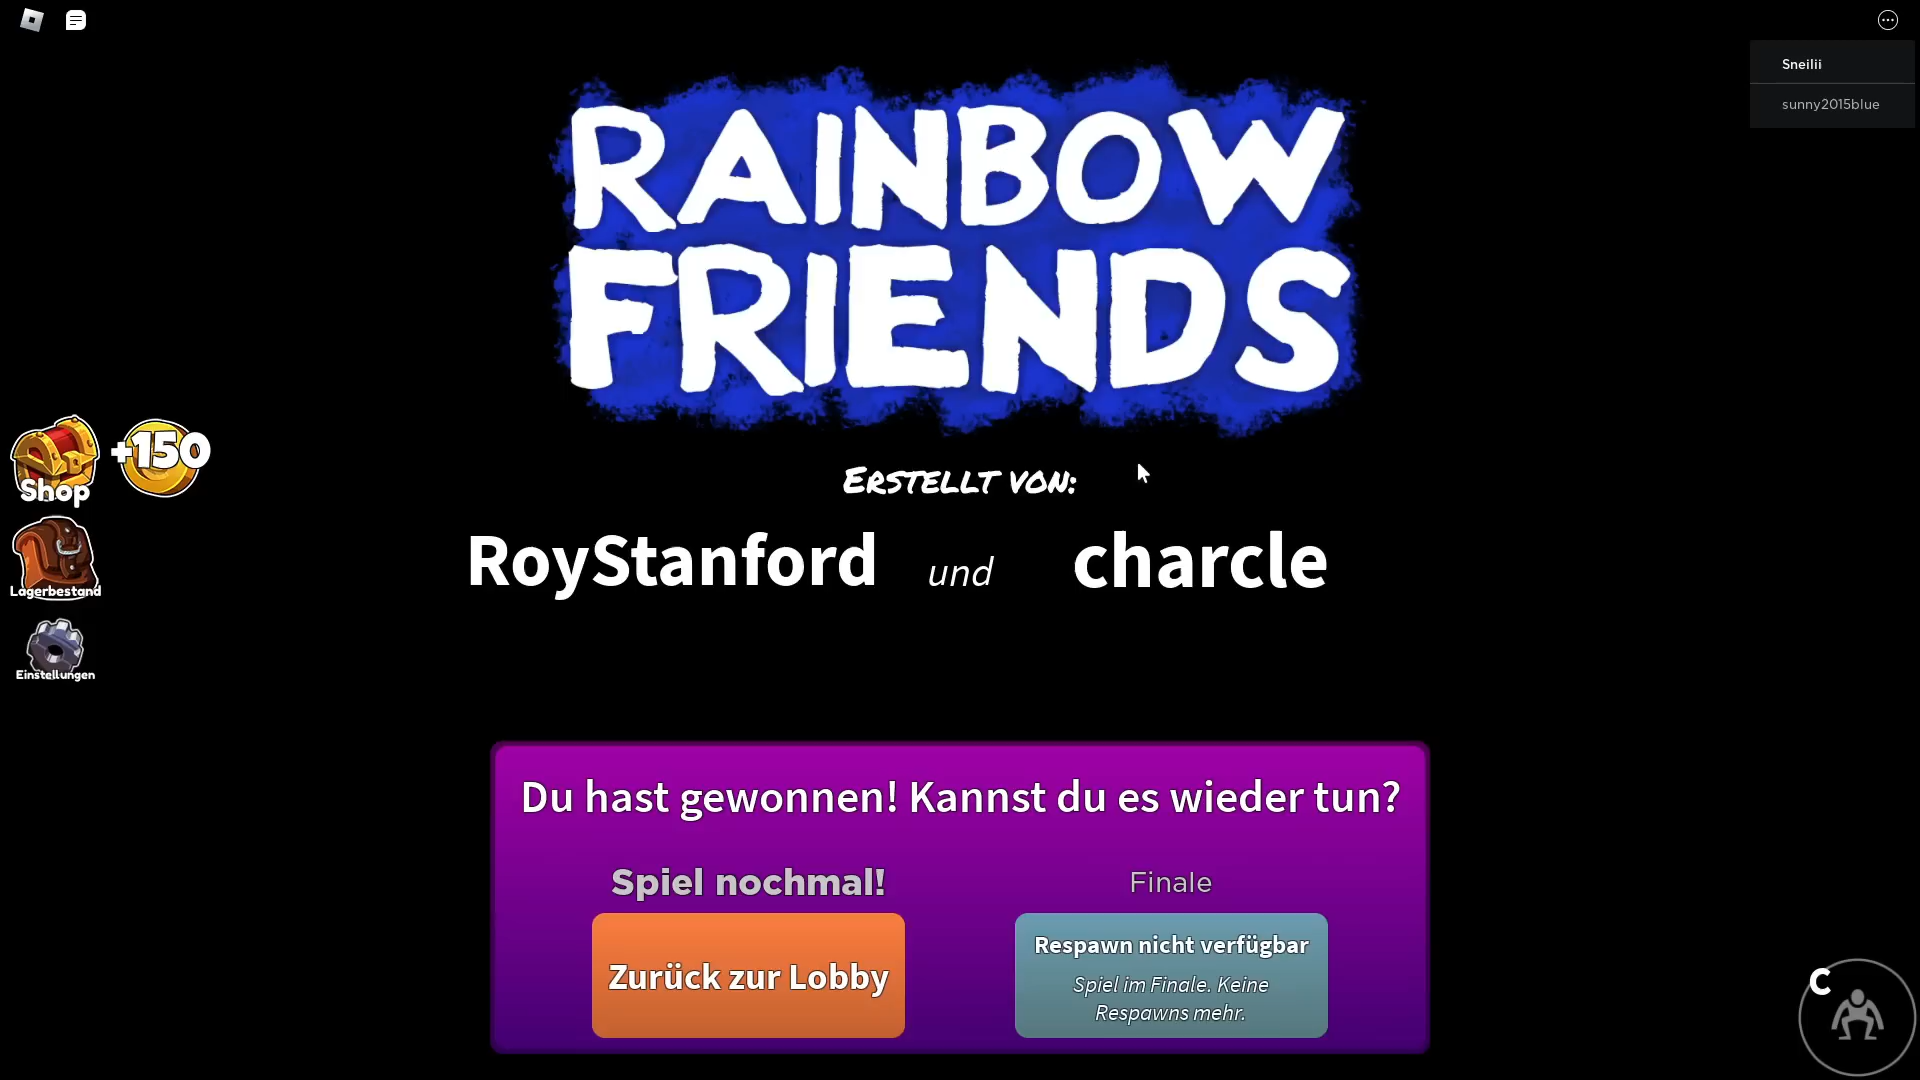 Sneilii
sunny2015blue
RAINBOW
FRIENDS
+150
Shop
Lagerbestand
Einstellungen
Erstellt von:
RoyStanford und charcle
Du hast gewonnen! Kannst du es wieder tun?
Spiel nochmal!
Finale
Zurück zur Lobby
Respawn nicht verfügbar
Spiel im Finale. Keine
Respawns mehr.
C